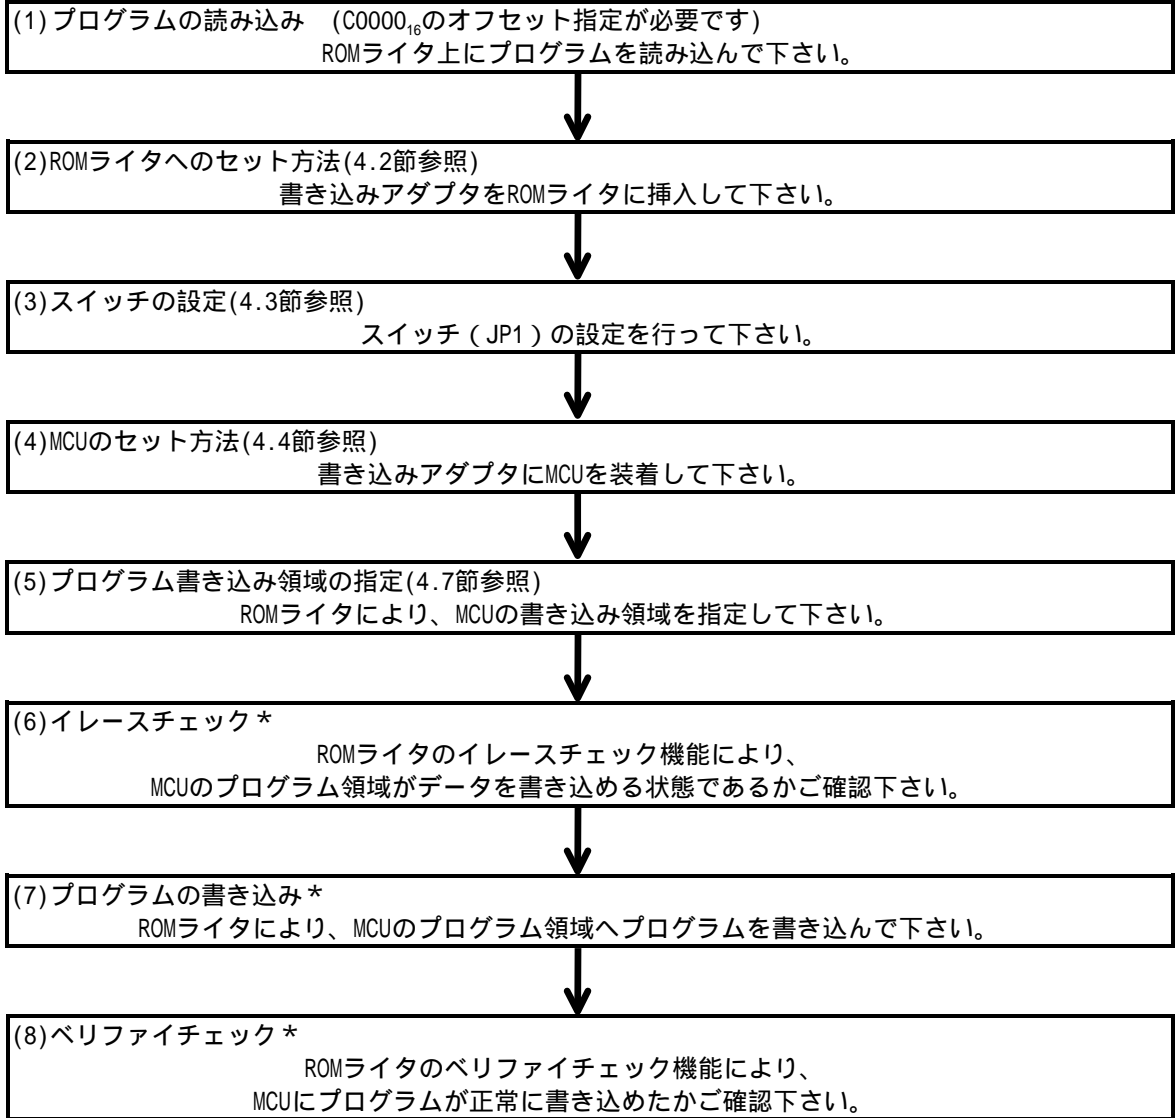 (1)プログラムの読み込み　(C0000₁₆のオフセット指定が必要です)
ROMライタ上にプログラムを読み込んで下さい。
(2)ROMライタへのセット方法(4.2節参照)
書き込みアダプタをROMライタに挿入して下さい。
(3)スイッチの設定(4.3節参照)
スイッチ（JP1）の設定を行って下さい。
(4)MCUのセット方法(4.4節参照)
書き込みアダプタにMCUを装着して下さい。
(5)プログラム書き込み領域の指定(4.7節参照)
ROMライタにより、MCUの書き込み領域を指定して下さい。
(6)イレースチェック＊
ROMライタのイレースチェック機能により、
MCUのプログラム領域がデータを書き込める状態であるかご確認下さい。
(7)プログラムの書き込み＊
ROMライタにより、MCUのプログラム領域へプログラムを書き込んで下さい。
(8)ベリファイチェック＊
ROMライタのベリファイチェック機能により、
MCUにプログラムが正常に書き込めたかご確認下さい。